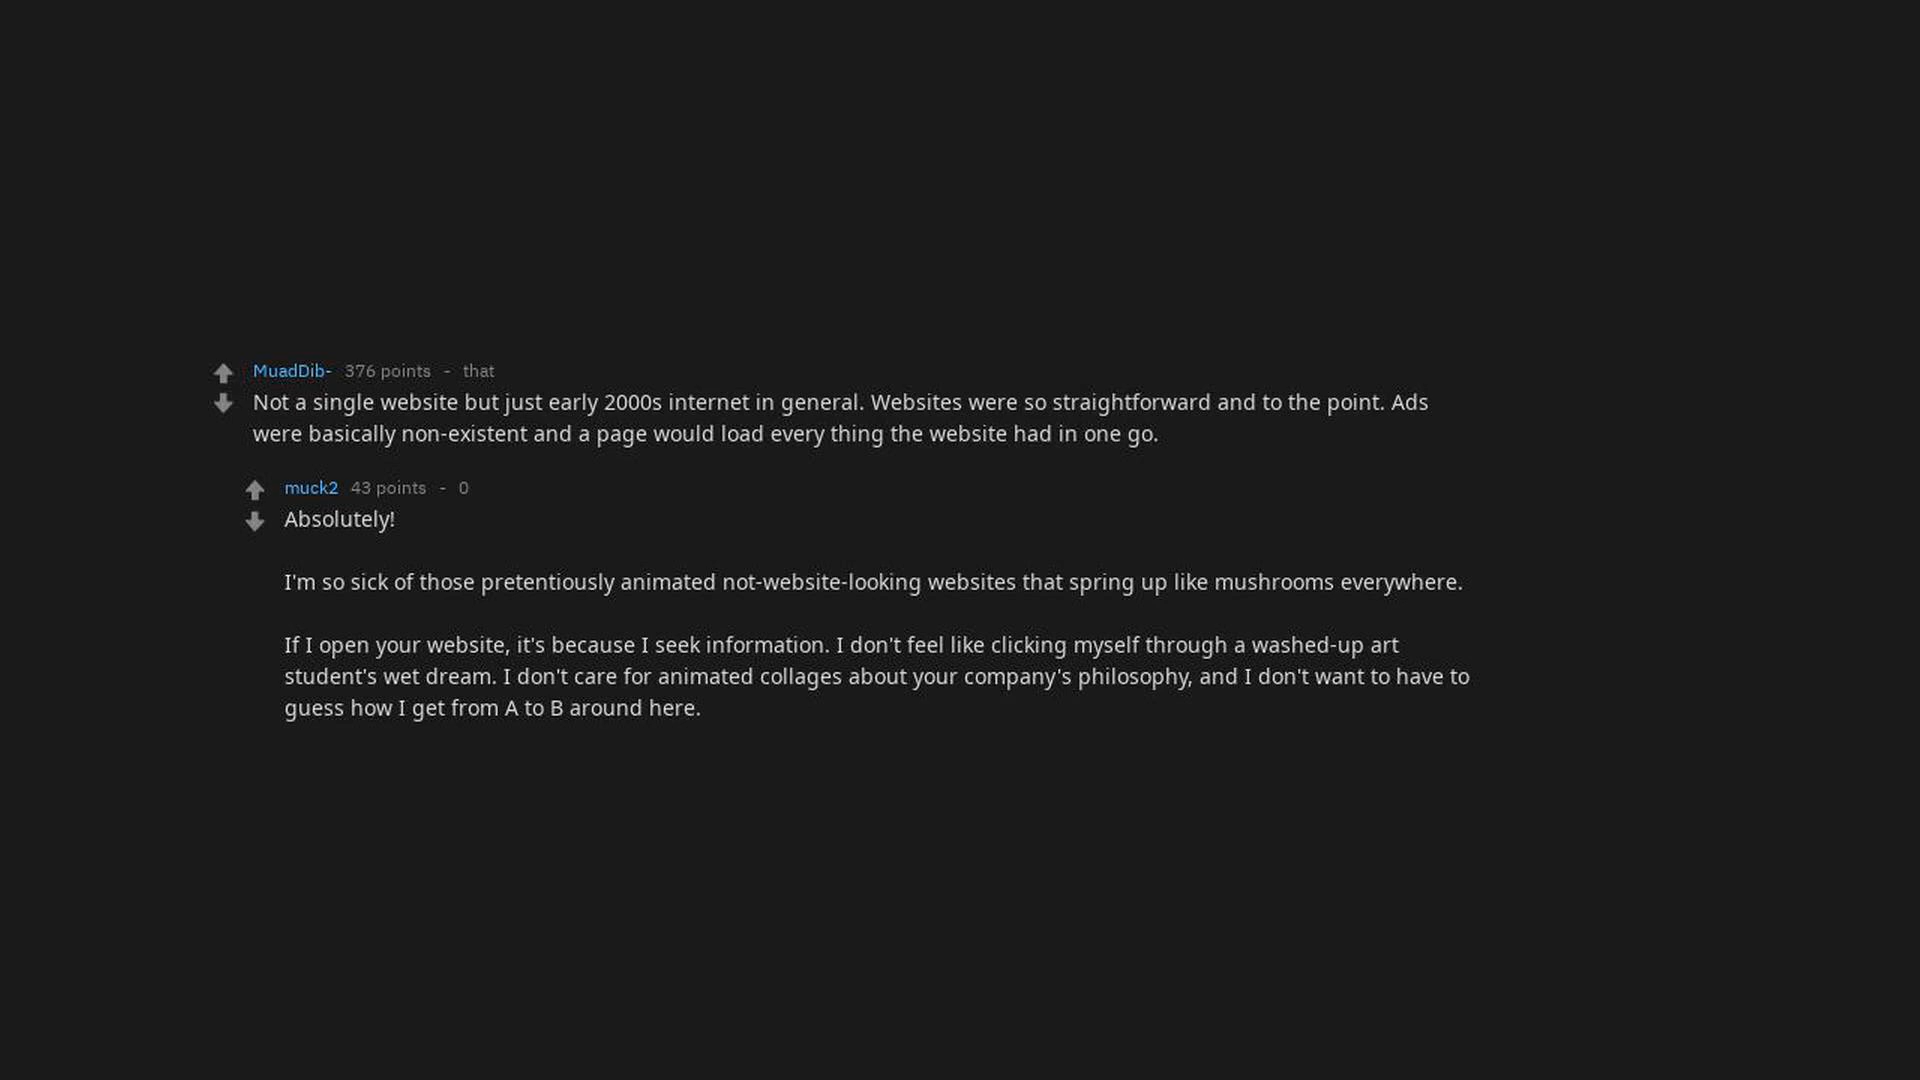 MuadDib- 376 points - that
Not a single website but just early 2000s internet in general. Websites were so straightforward and to the point. Ads
were basically non-existent and a page would load every thing the website had in one go.
muck2 43 points - 0
Absolutely!
I'm so sick of those pretentiously animated not-website-looking websites that spring up like mushrooms everywhere.
If I open your website, it's because I seek information. I don't feel like clicking myself through a washed-up art
student's wet dream. I don't care for animated collages about your company's philosophy, and I don't want to have to
guess how I get from A to B around here.